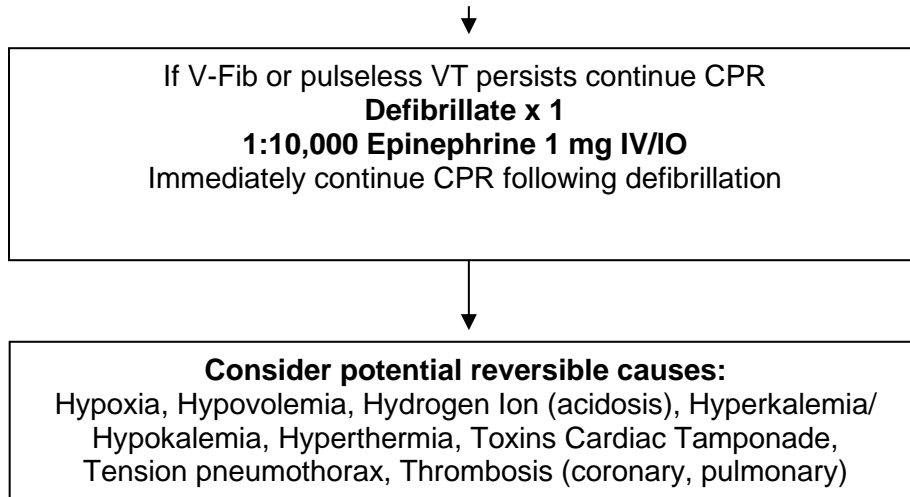 If V-Fib or pulseless VT persists continue CPR
Defibrillate x 1
1:10,000 Epinephrine 1 mg IV/IO
Immediately continue CPR following defibrillation
Consider potential reversible causes:
Hypoxia, Hypovolemia, Hydrogen Ion (acidosis), Hyperkalemia/
Hypokalemia, Hyperthermia, Toxins Cardiac Tamponade,
Tension pneumothorax, Thrombosis (coronary, pulmonary)